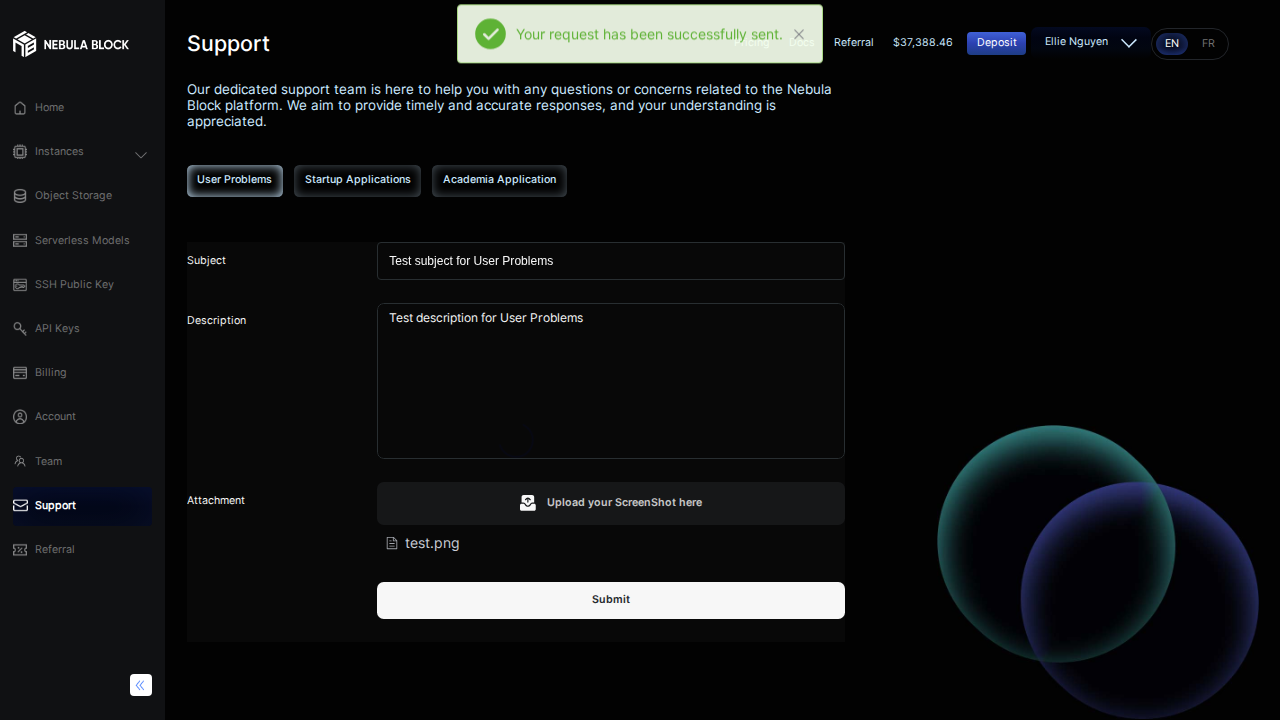 NEBULA BLOCK
Home
Instances
Object Storage
Serverless Models
SSH Public Key
API Keys
Billing
Account
Team
Support
Referral
Your request has been successfully sent.
Support
Pricing
Docs
Referral
$37,388.46
Deposit
Ellie Nguyen
EN
FR
Our dedicated support team is here to help you with any questions or concerns related to the Nebula
Block platform. We aim to provide timely and accurate responses, and your understanding is
appreciated.
User Problems
Startup Applications
Academia Application
Subject
Test subject for User Problems
Description
Test description for User Problems
Attachment
Upload your ScreenShot here
test.png
Submit